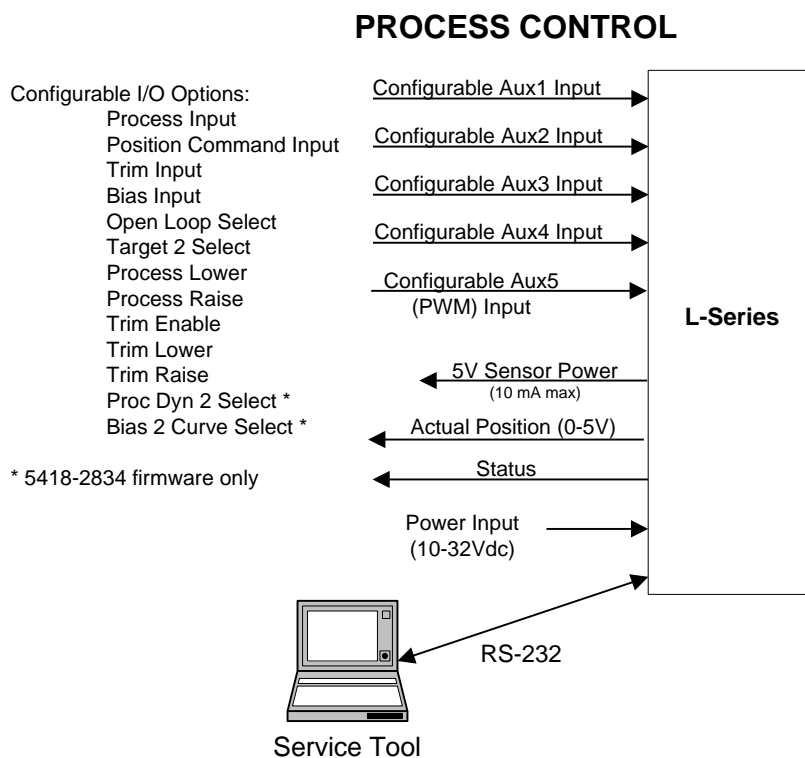 PROCESS CONTROL
Configurable I/O Options:
Process Input
Position Command Input
Trim Input
Bias Input
Open Loop Select
Target 2 Select
Process Lower
Process Raise
Trim Enable
Trim Lower
Trim Raise
Proc Dyn 2 Select *
Bias 2 Curve Select *
* 5418-2834 firmware only
Configurable Aux1 Input
Configurable Aux2 Input
Configurable Aux3 Input
Configurable Aux4 Input
Configurable Aux5
(PWM) Input
5V Sensor Power
(10 mA max)
Actual Position (0-5V)
Status
Power Input
(10-32Vdc)
L-Series
RS-232
Service Tool